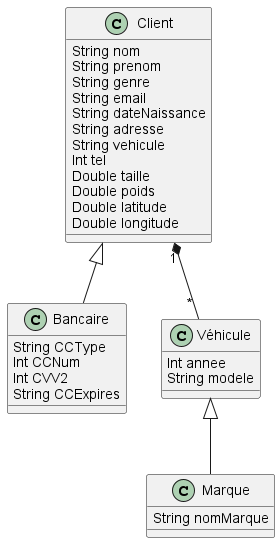 C Client
String nom
String prenom
String genre
String email
String dateNaissance
String adresse
String vehicule
Int tel
Double taille
Double poids
Double latitude
Double longitude
1
*
C Bancaire
String CCType
Int CCNum
Int CVV2
String CCExpires
C Véhicule
Int annee
String modele
C Marque
String nomMarque